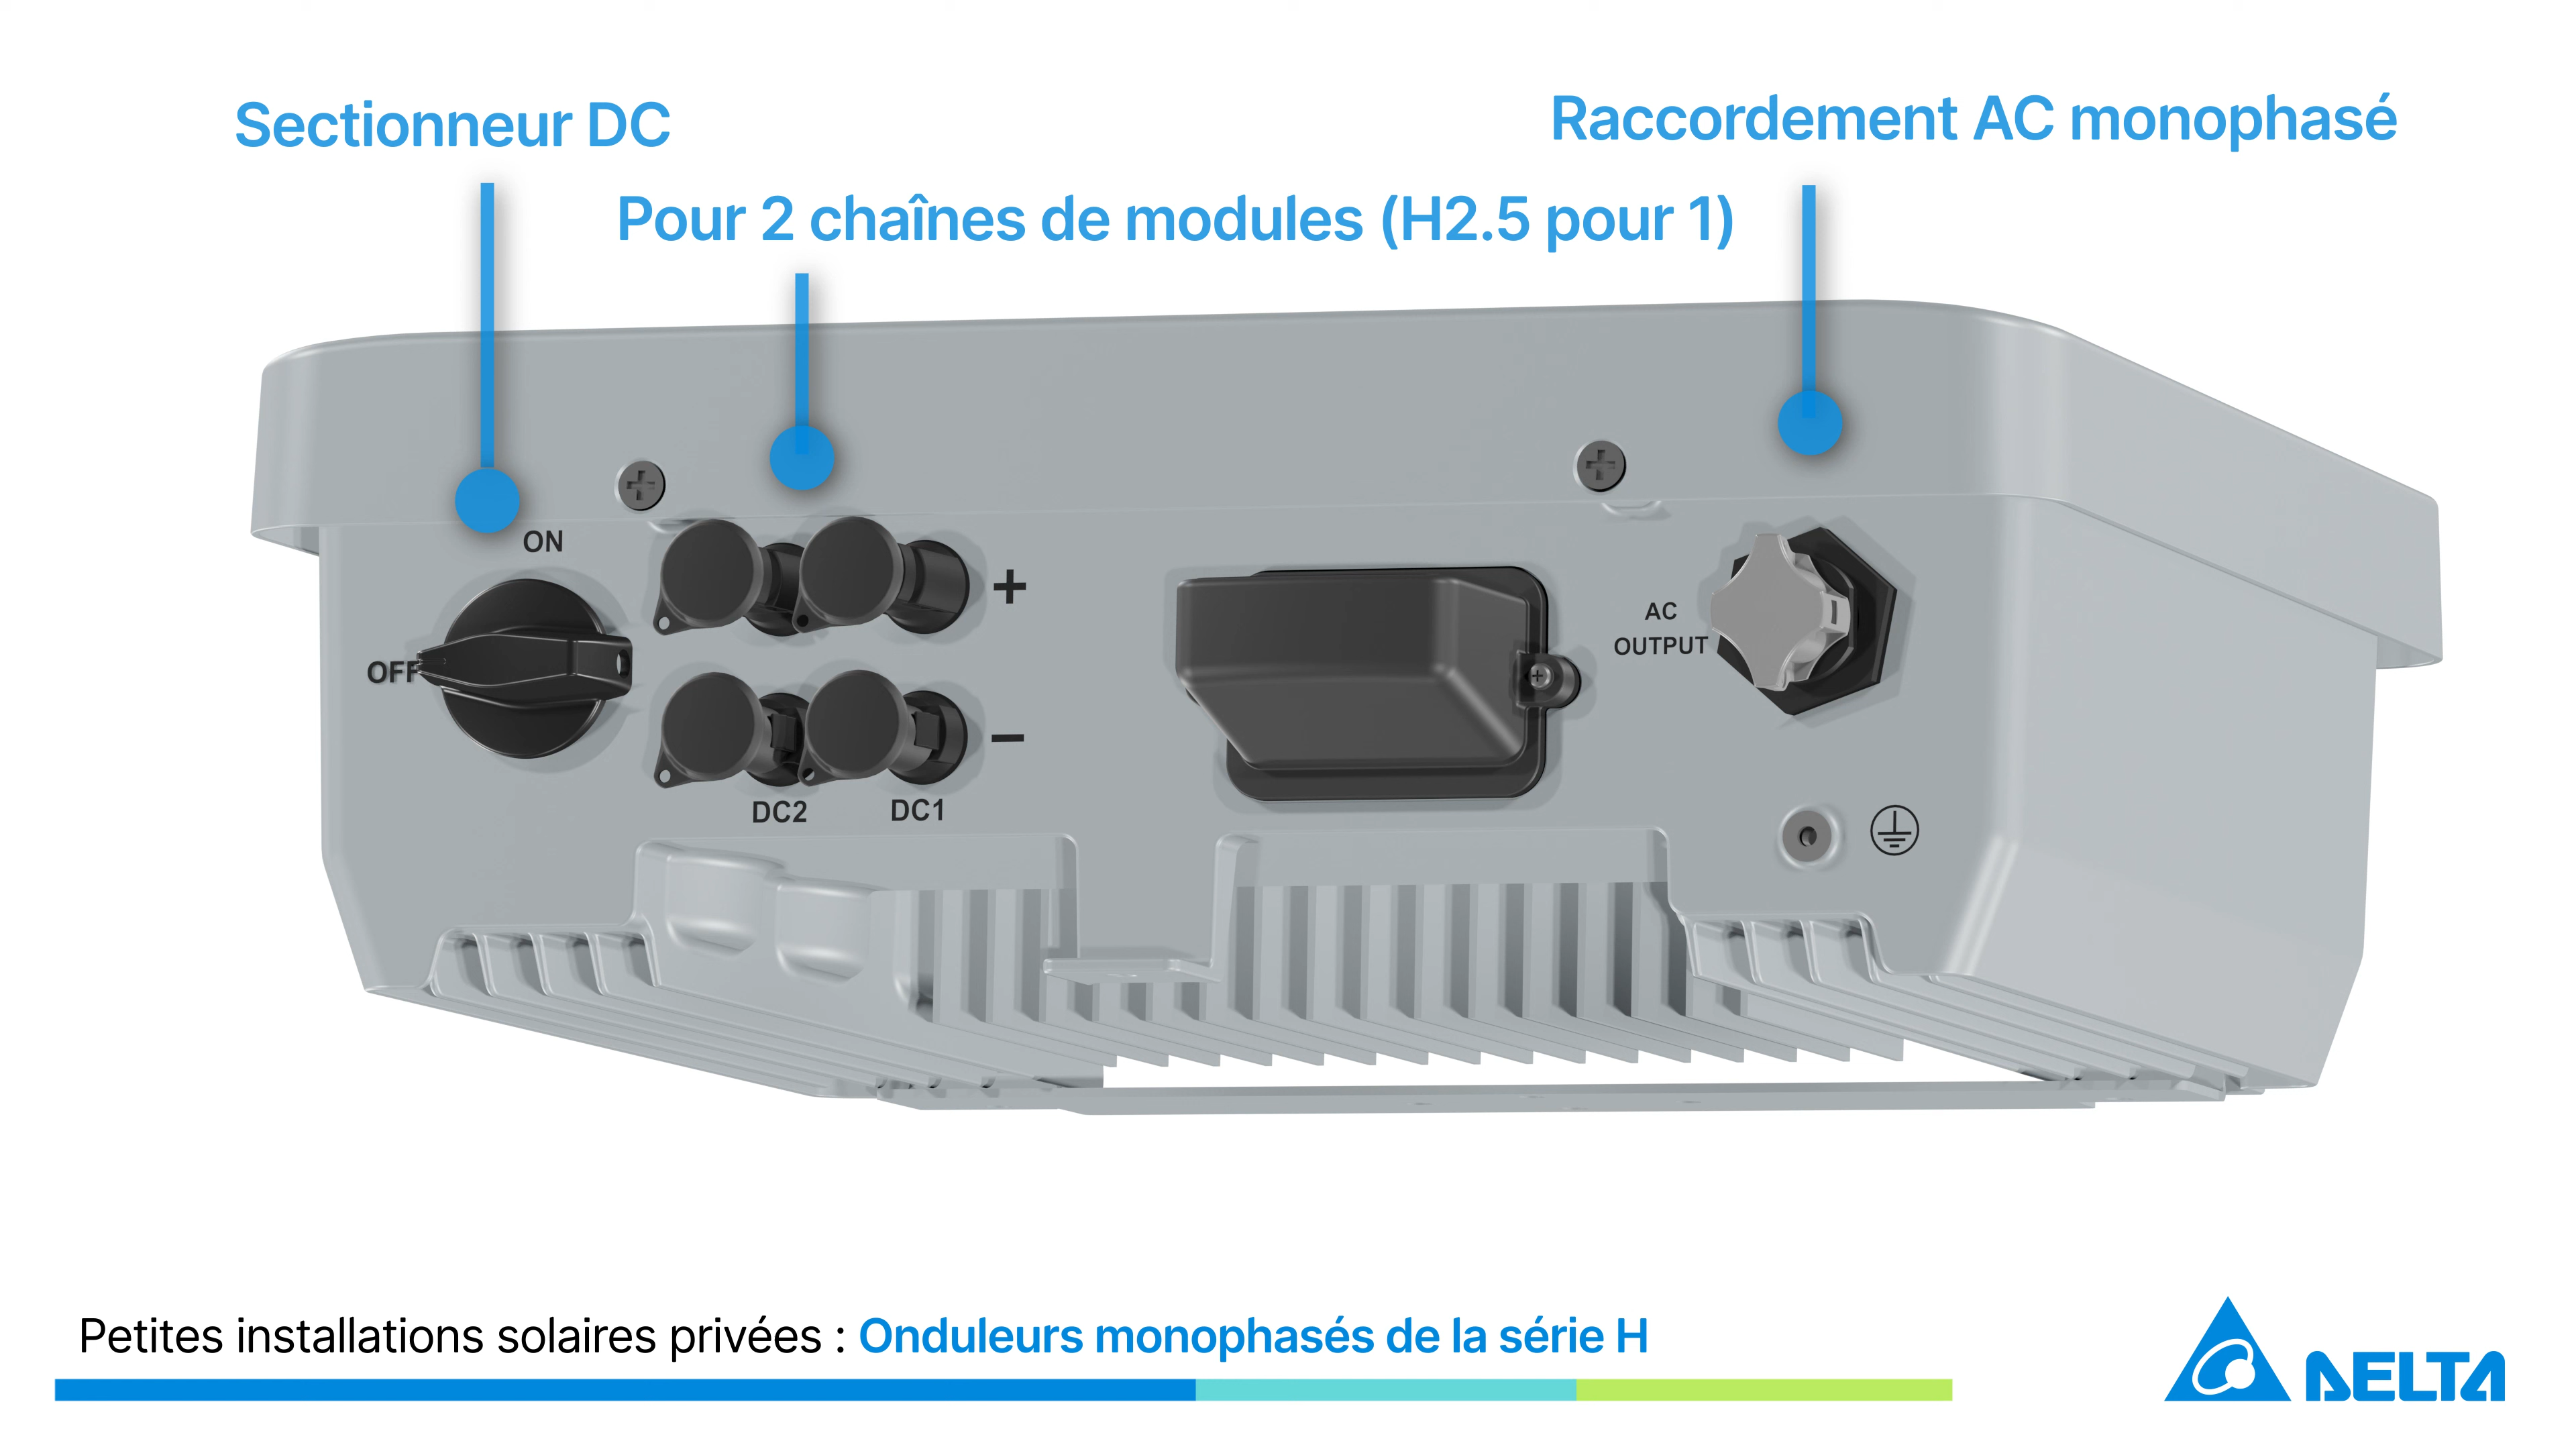 Sectionneur DC
Raccordement AC monophasé
Pour 2 chaînes de modules (H2.5 pour 1)
ON
OFF
+
−
AC
OUTPUT
DC2
DC1
Petites installations solaires privées : Onduleurs monophasés de la série H
DELTA